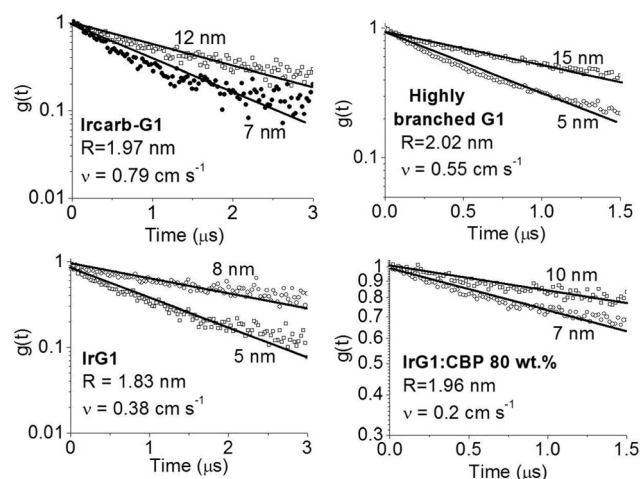 1
12 nm
0.1
7 nm
Ircarb-G1
R=1.97 nm
ν = 0.79 cm s⁻¹
0.01
0 1 2 3
Time (μs)
g(t)
1
15 nm
Highly
branched G1
5 nm
R=2.02 nm
ν = 0.55 cm s⁻¹
0.1
0.0 0.5 1.0 1.5
Time (μs)
g(t)
1
8 nm
5 nm
0.1
IrG1
R = 1.83 nm
ν = 0.38 cm s⁻¹
0.01
0 1 2 3
Time (μs)
g(t)
1
0.9
0.8
0.7
0.6
0.5
0.4
0.3
10 nm
7 nm
IrG1:CBP 80 wt.%
R=1.96 nm
ν = 0.2 cm s⁻¹
0.0 0.5 1.0 1.5
Time (μs)
g(t)